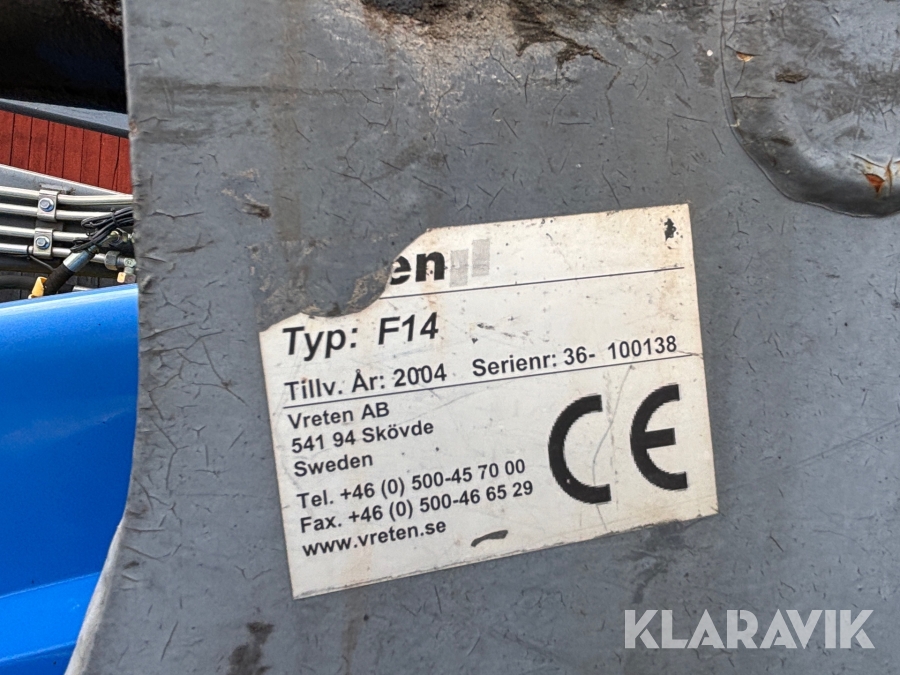 en
Typ: F14
Tillv. År: 2004 Serienr: 36- 100138
Vreten AB
541 94 Skövde
Sweden
Tel. +46 (0) 500-45 70 00
Fax. +46 (0) 500-46 65 29
www.vreten.se
CE
KLARAVIK